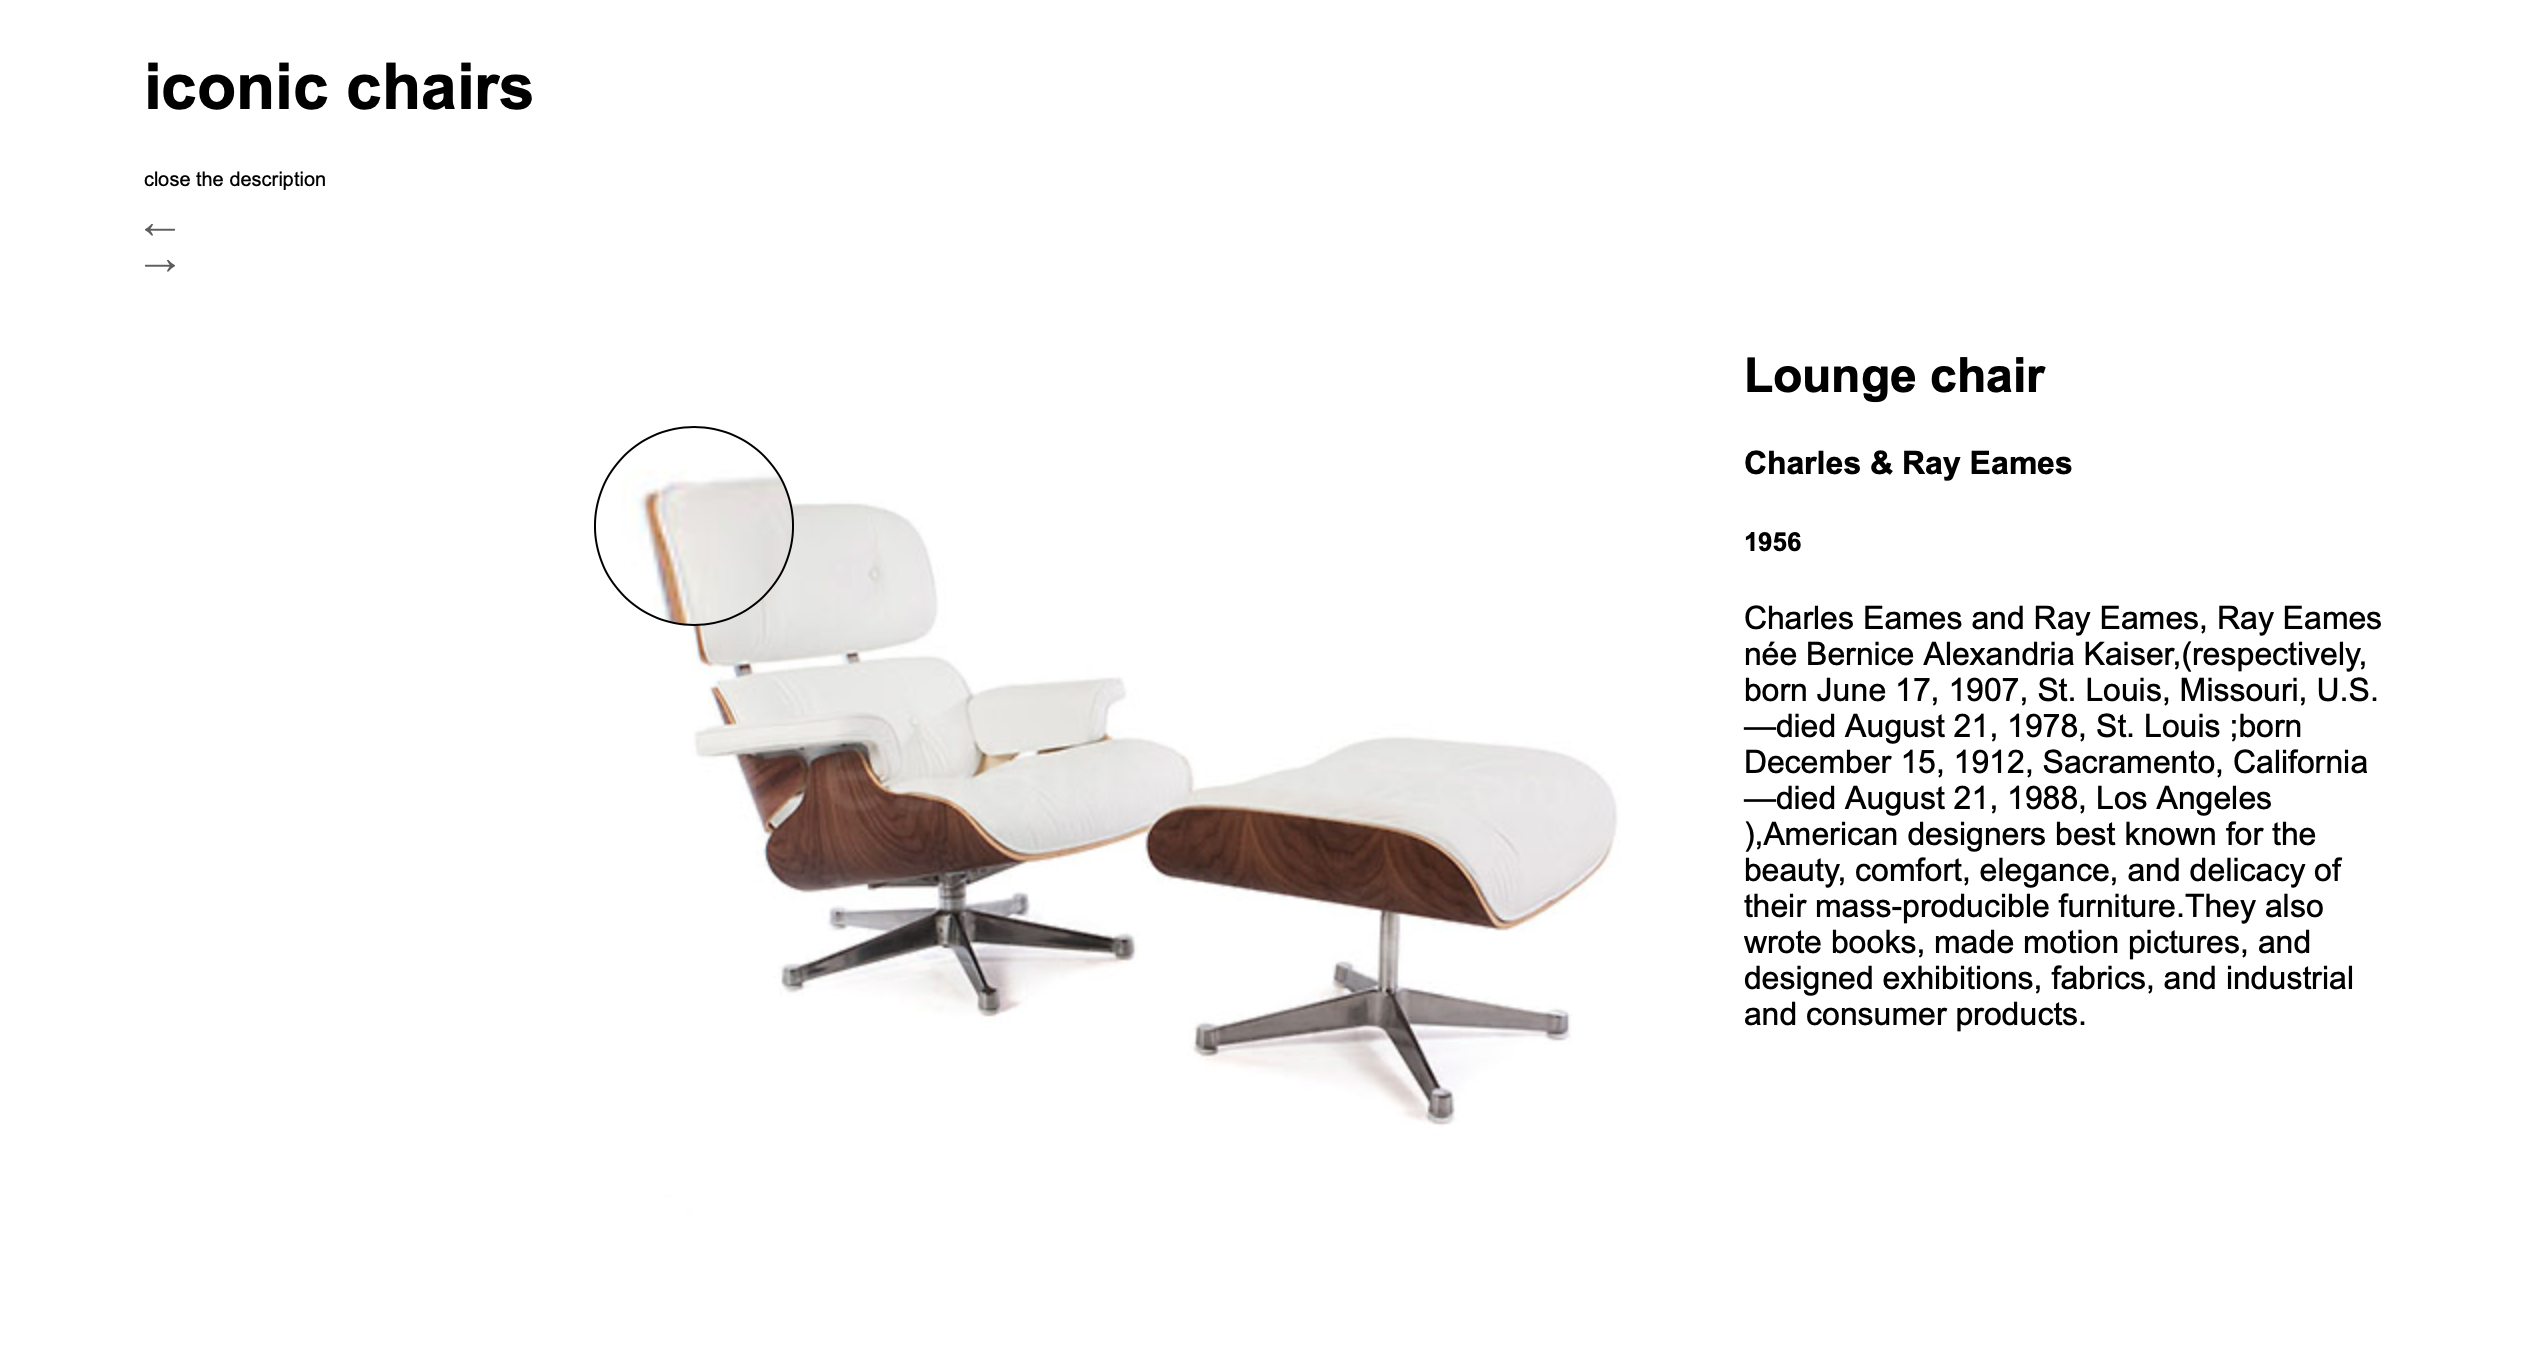 iconic chairs
close the description
←
→
Lounge chair
Charles & Ray Eames
1956
Charles Eames and Ray Eames, Ray Eames
née Bernice Alexandria Kaiser,(respectively,
born June 17, 1907, St. Louis, Missouri, U.S.
—died August 21, 1978, St. Louis ;born
December 15, 1912, Sacramento, California
—died August 21, 1988, Los Angeles
),American designers best known for the
beauty, comfort, elegance, and delicacy of
their mass-producible furniture.They also
wrote books, made motion pictures, and
designed exhibitions, fabrics, and industrial
and consumer products.